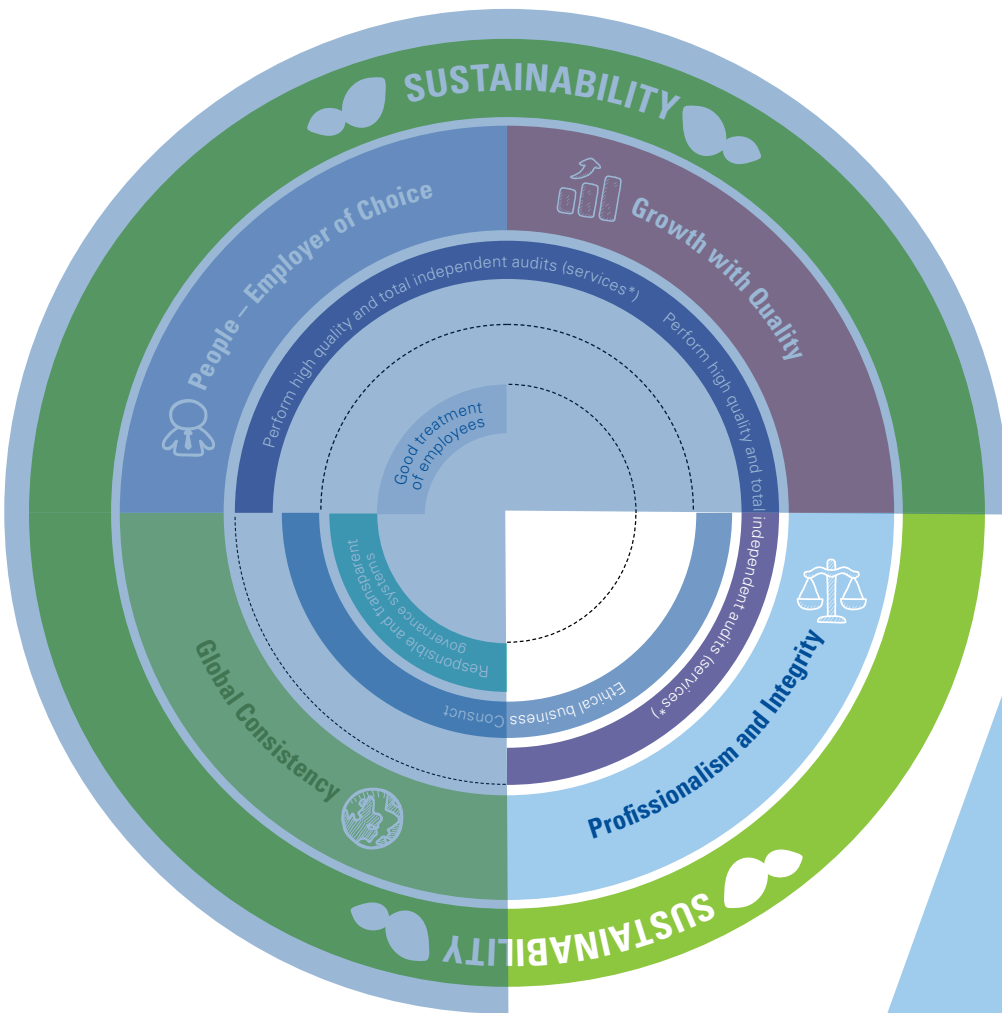 SUSTAINABILITY
People – Employer of Choice
Growth with Quality
Perform high quality and total independent audits (services*)
Perform high quality and total independent audits (services*)
Good treatment
of employees
Responsible and transparent
governance systems
Ethical business Consuct
Global Consistency
Profissionalism and Integrity
SUSTAINABILITY